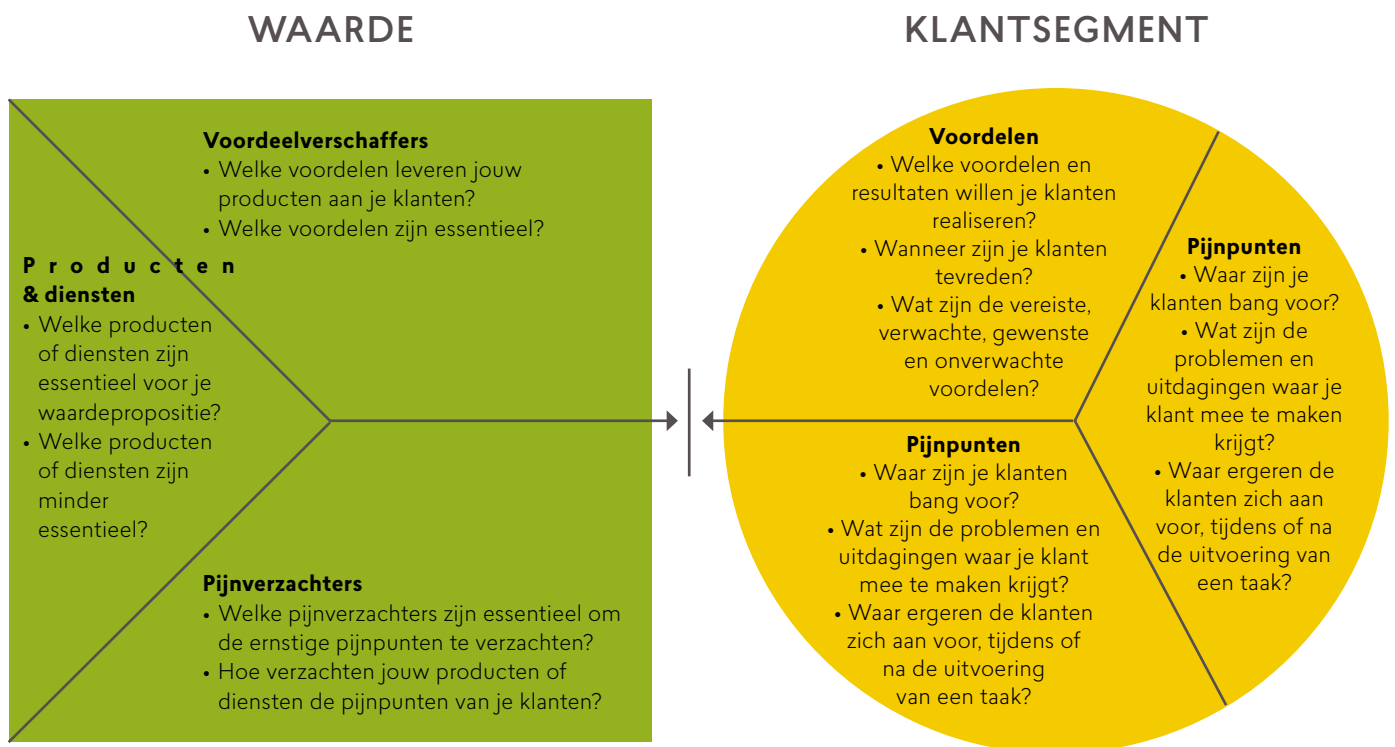 WAARDE
KLANTSEGMENT
Voordeelverschaffers
• Welke voordelen leveren jouw
producten aan je klanten?
• Welke voordelen zijn essentieel?
Producten
& diensten
• Welke producten
of diensten zijn
essentieel voor je
waardepropositie?
• Welke producten
of diensten zijn
minder
essentieel?
Pijnverzachters
• Welke pijnverzachters zijn essentieel om
de ernstige pijnpunten te verzachten?
• Hoe verzachten jouw producten of
diensten de pijnpunten van je klanten?
Voordelen
• Welke voordelen en
resultaten willen je klanten
realiseren?
• Wanneer zijn je klanten
tevreden?
• Wat zijn de vereiste,
verwachte, gewenste
en onverwachte
voordelen?
Pijnpunten
• Waar zijn je
klanten bang voor?
• Wat zijn de
problemen en
uitdagingen waar je
klant mee te maken
krijgt?
• Waar ergeren de
klanten zich aan
voor, tijdens of na
de uitvoering van
een taak?
Pijnpunten
• Waar zijn je klanten
bang voor?
• Wat zijn de problemen en
uitdagingen waar je klant
mee te maken krijgt?
• Waar ergeren de klanten
zich aan voor, tijdens of
na de uitvoering
van een taak?